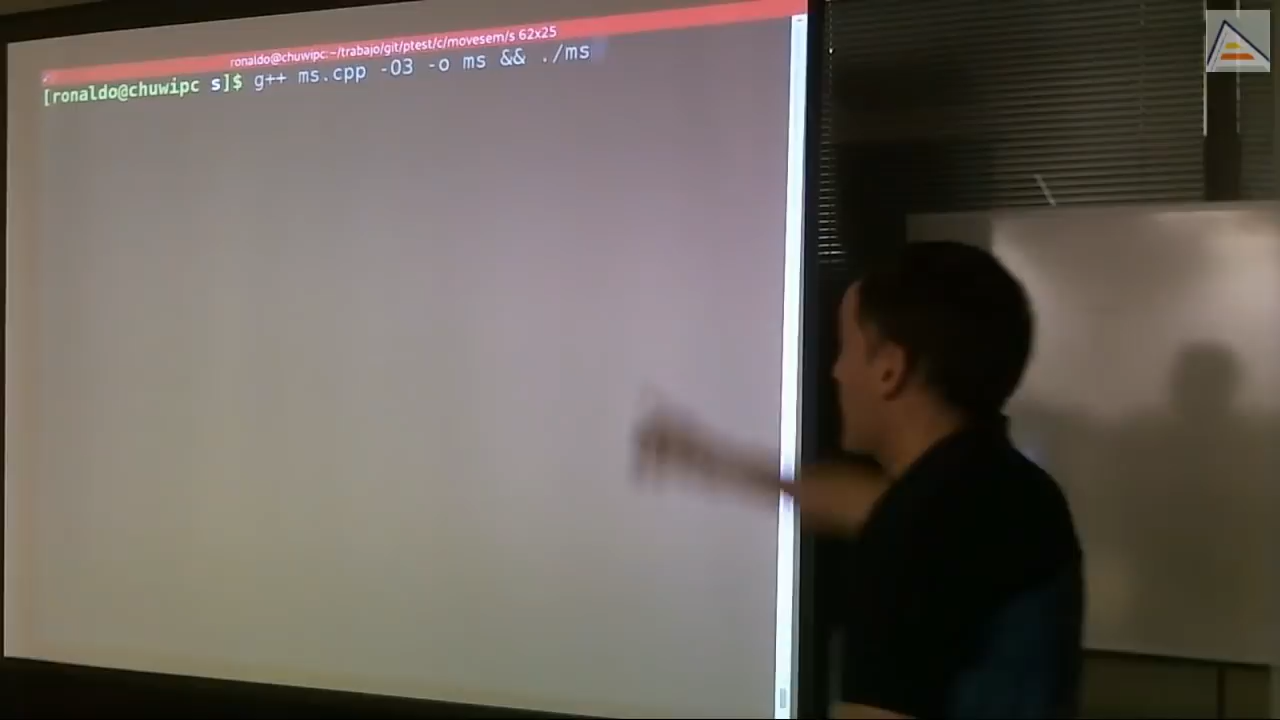 ronaldo@chuwipc:~/trabajo/git/ptest/c/movesem/s 62x25
[ronaldo@chuwipc s]$ g++ ms.cpp -O3 -o ms && ./ms